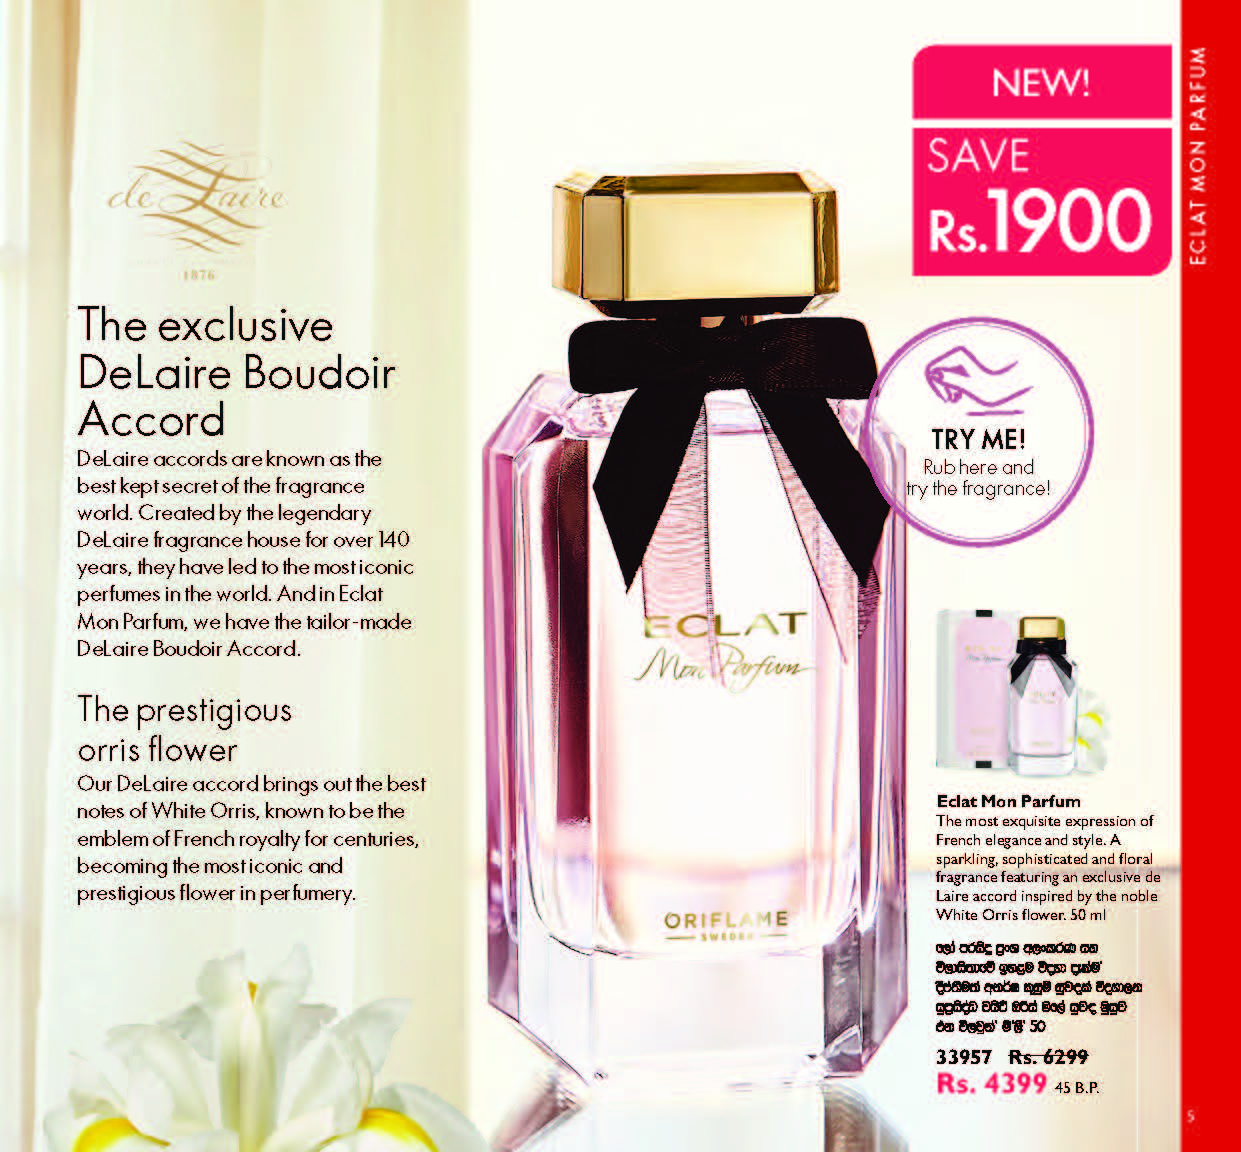 de Laire
1876
The exclusive
DeLaire Boudoir
Accord
DeLaire accords are known as the
best kept secret of the fragrance
world. Created by the legendary
DeLaire fragrance house for over 140
years, they have led to the most iconic
perfumes in the world. And in Eclat
Mon Parfum, we have the tailor-made
DeLaire Boudoir Accord.
The prestigious
orris flower
Our DeLaire accord brings out the best
notes of White Orris, known to be the
emblem of French royalty for centuries,
becoming the most iconic and
prestigious flower in perfumery.
ECLAT
Mon Parfum
ORIFLAME
SWEDEN
NEW!
SAVE
Rs.1900
ECLAT MON PARFUM
TRY ME!
Rub here and
try the fragrance!
Eclat Mon Parfum
The most exquisite expression of
French elegance and style. A
sparkling, sophisticated and floral
fragrance featuring an exclusive de
Laire accord inspired by the noble
White Orris flower. 50 ml
ලෝ පරසිදු ප්‍රංශ අලංකරණ සහ
50
33957 Rs. 6299
Rs. 4399 45 B.P.
5